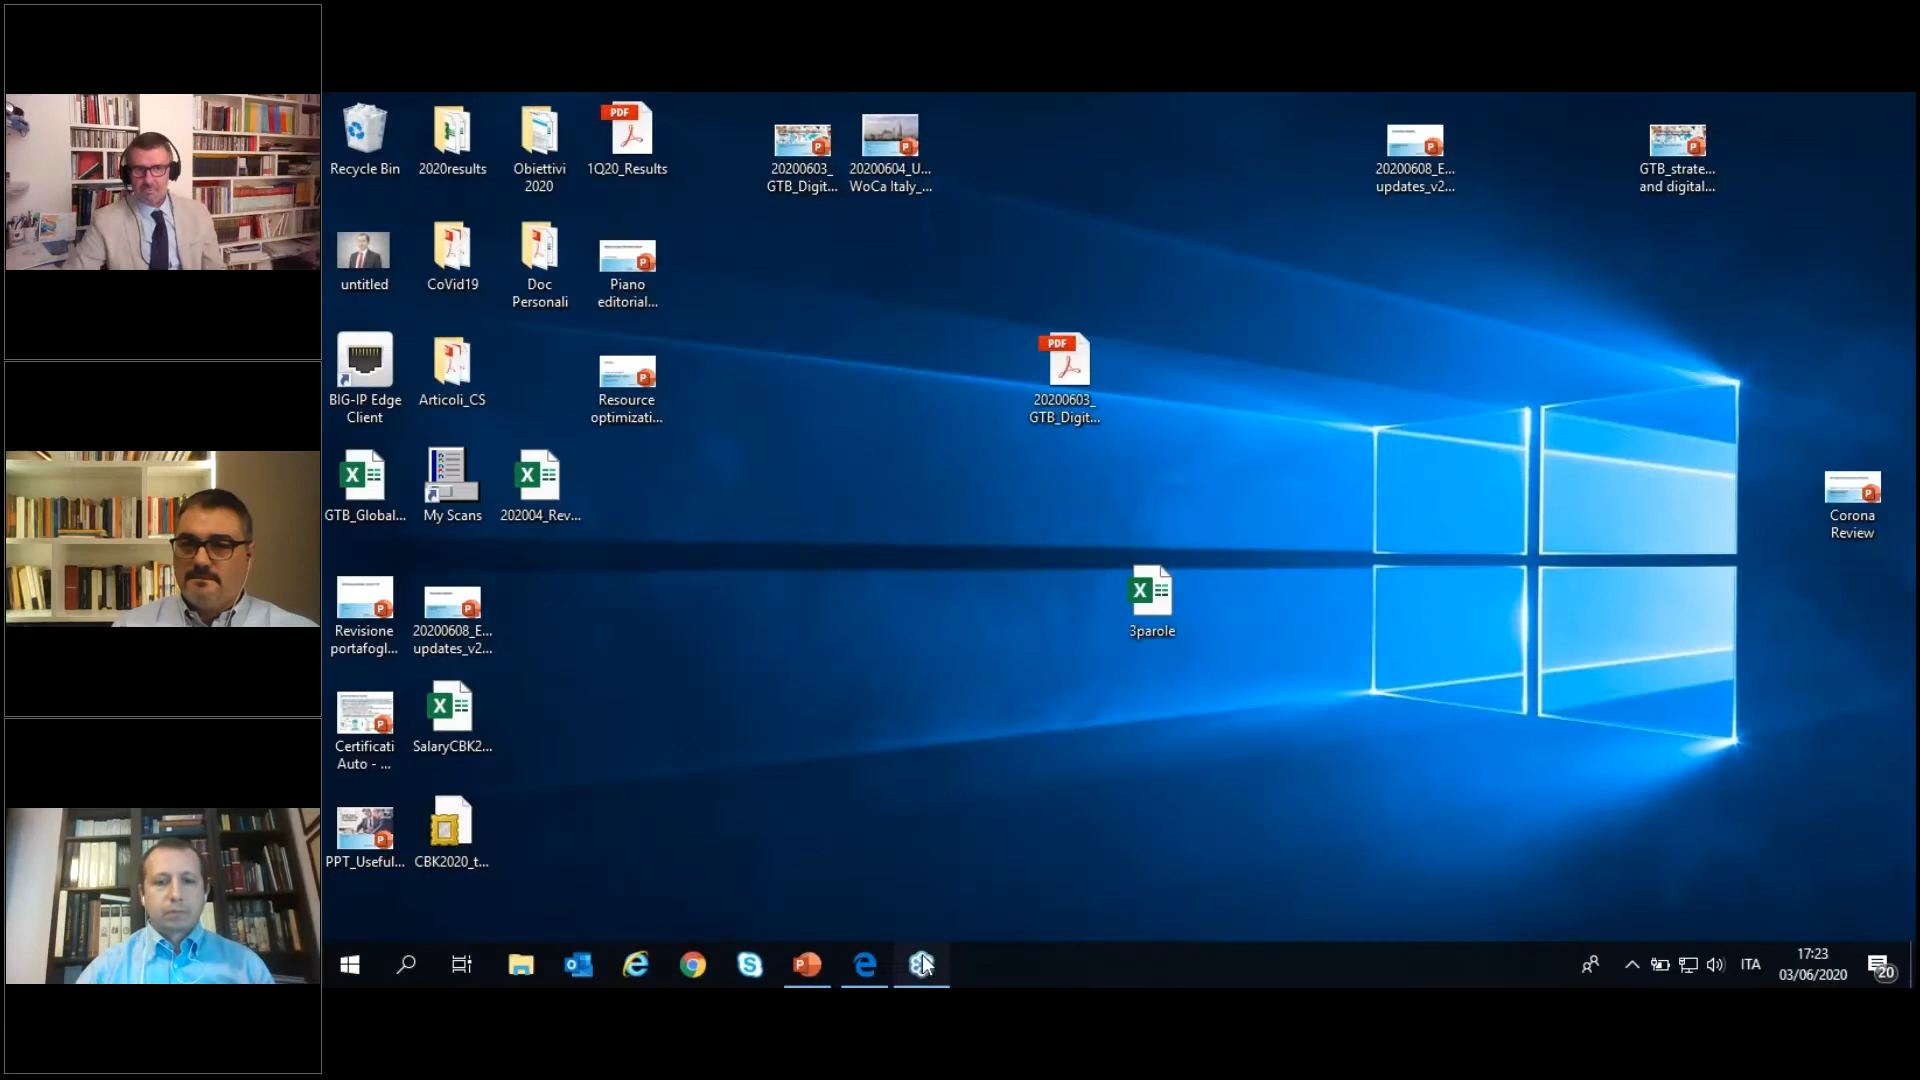 Recycle Bin
2020results
Obiettivi
2020
PDF
1Q20_Results
20200603_
GTB_Digit...
20200604_U...
WoCa Italy_...
20200608_E...
updates_v2...
GTB_strate...
and digital...
untitled
CoVid19
Doc
Personali
Piano
editorial...
BIG-IP Edge
Client
Articoli_CS
Resource
optimizati...
PDF
20200603_
GTB_Digit...
GTB_Global...
My Scans
202004_Rev...
Corona
Review
Revisione
portafogl...
20200608_E...
updates_v2...
3parole
Certificati
Auto - ...
SalaryCBK2...
PPT_Useful...
CBK2020_t...
ITA
17:23
03/06/2020
20